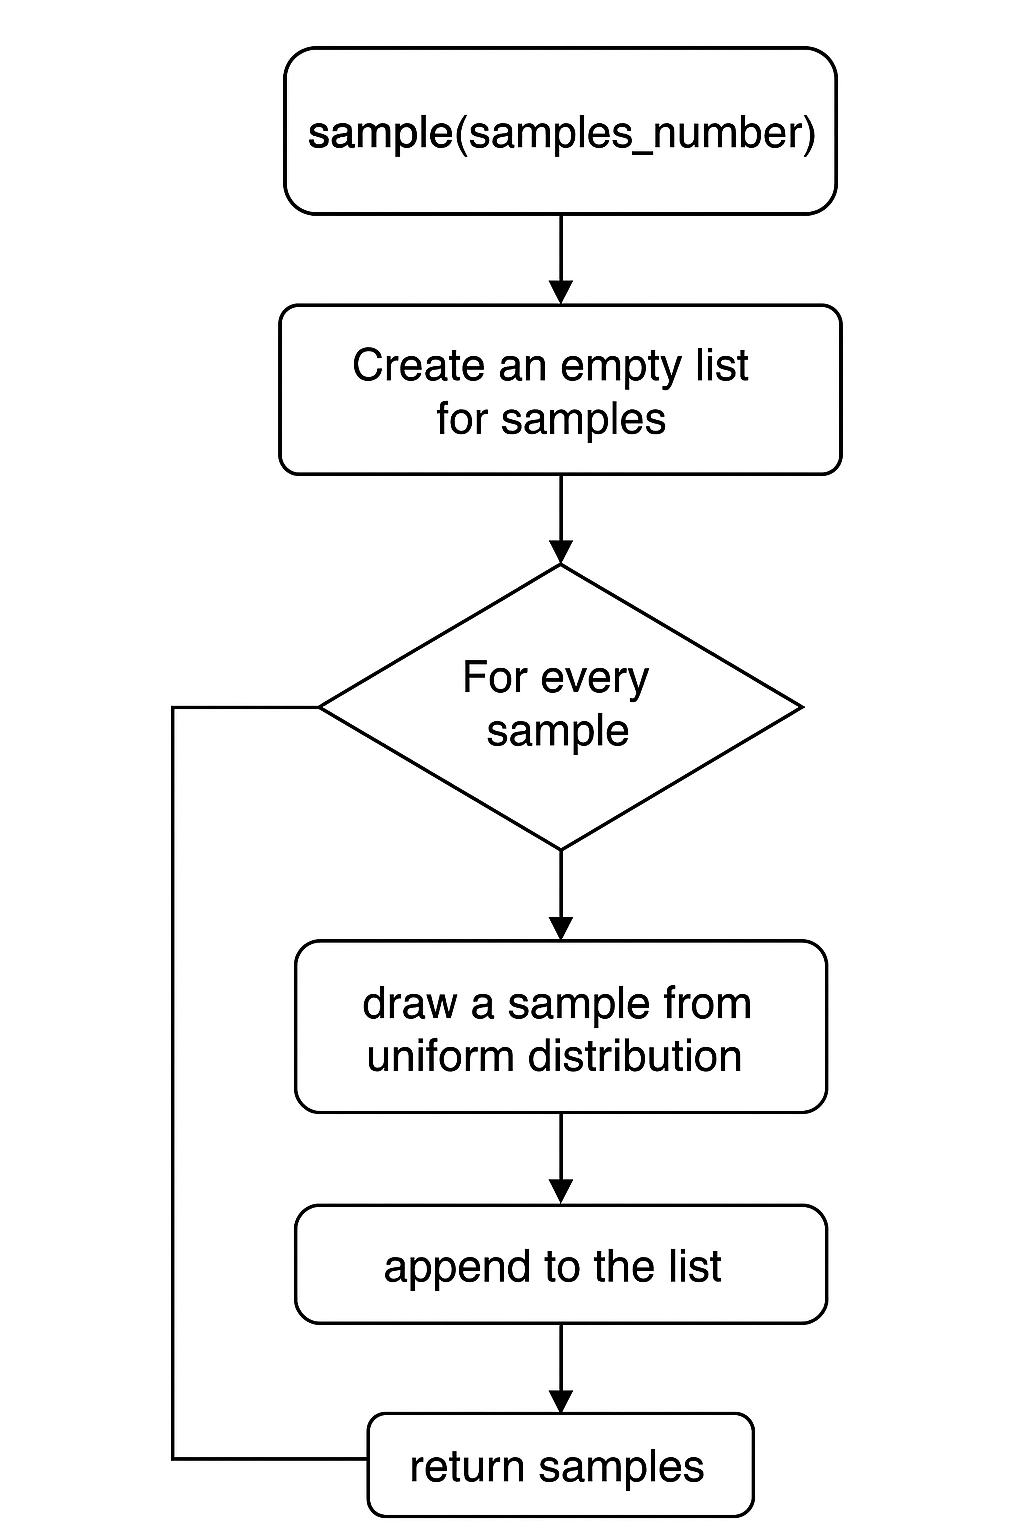 sample(samples_number)
Create an empty list
for samples
For every
sample
draw a sample from
uniform distribution
append to the list
return samples